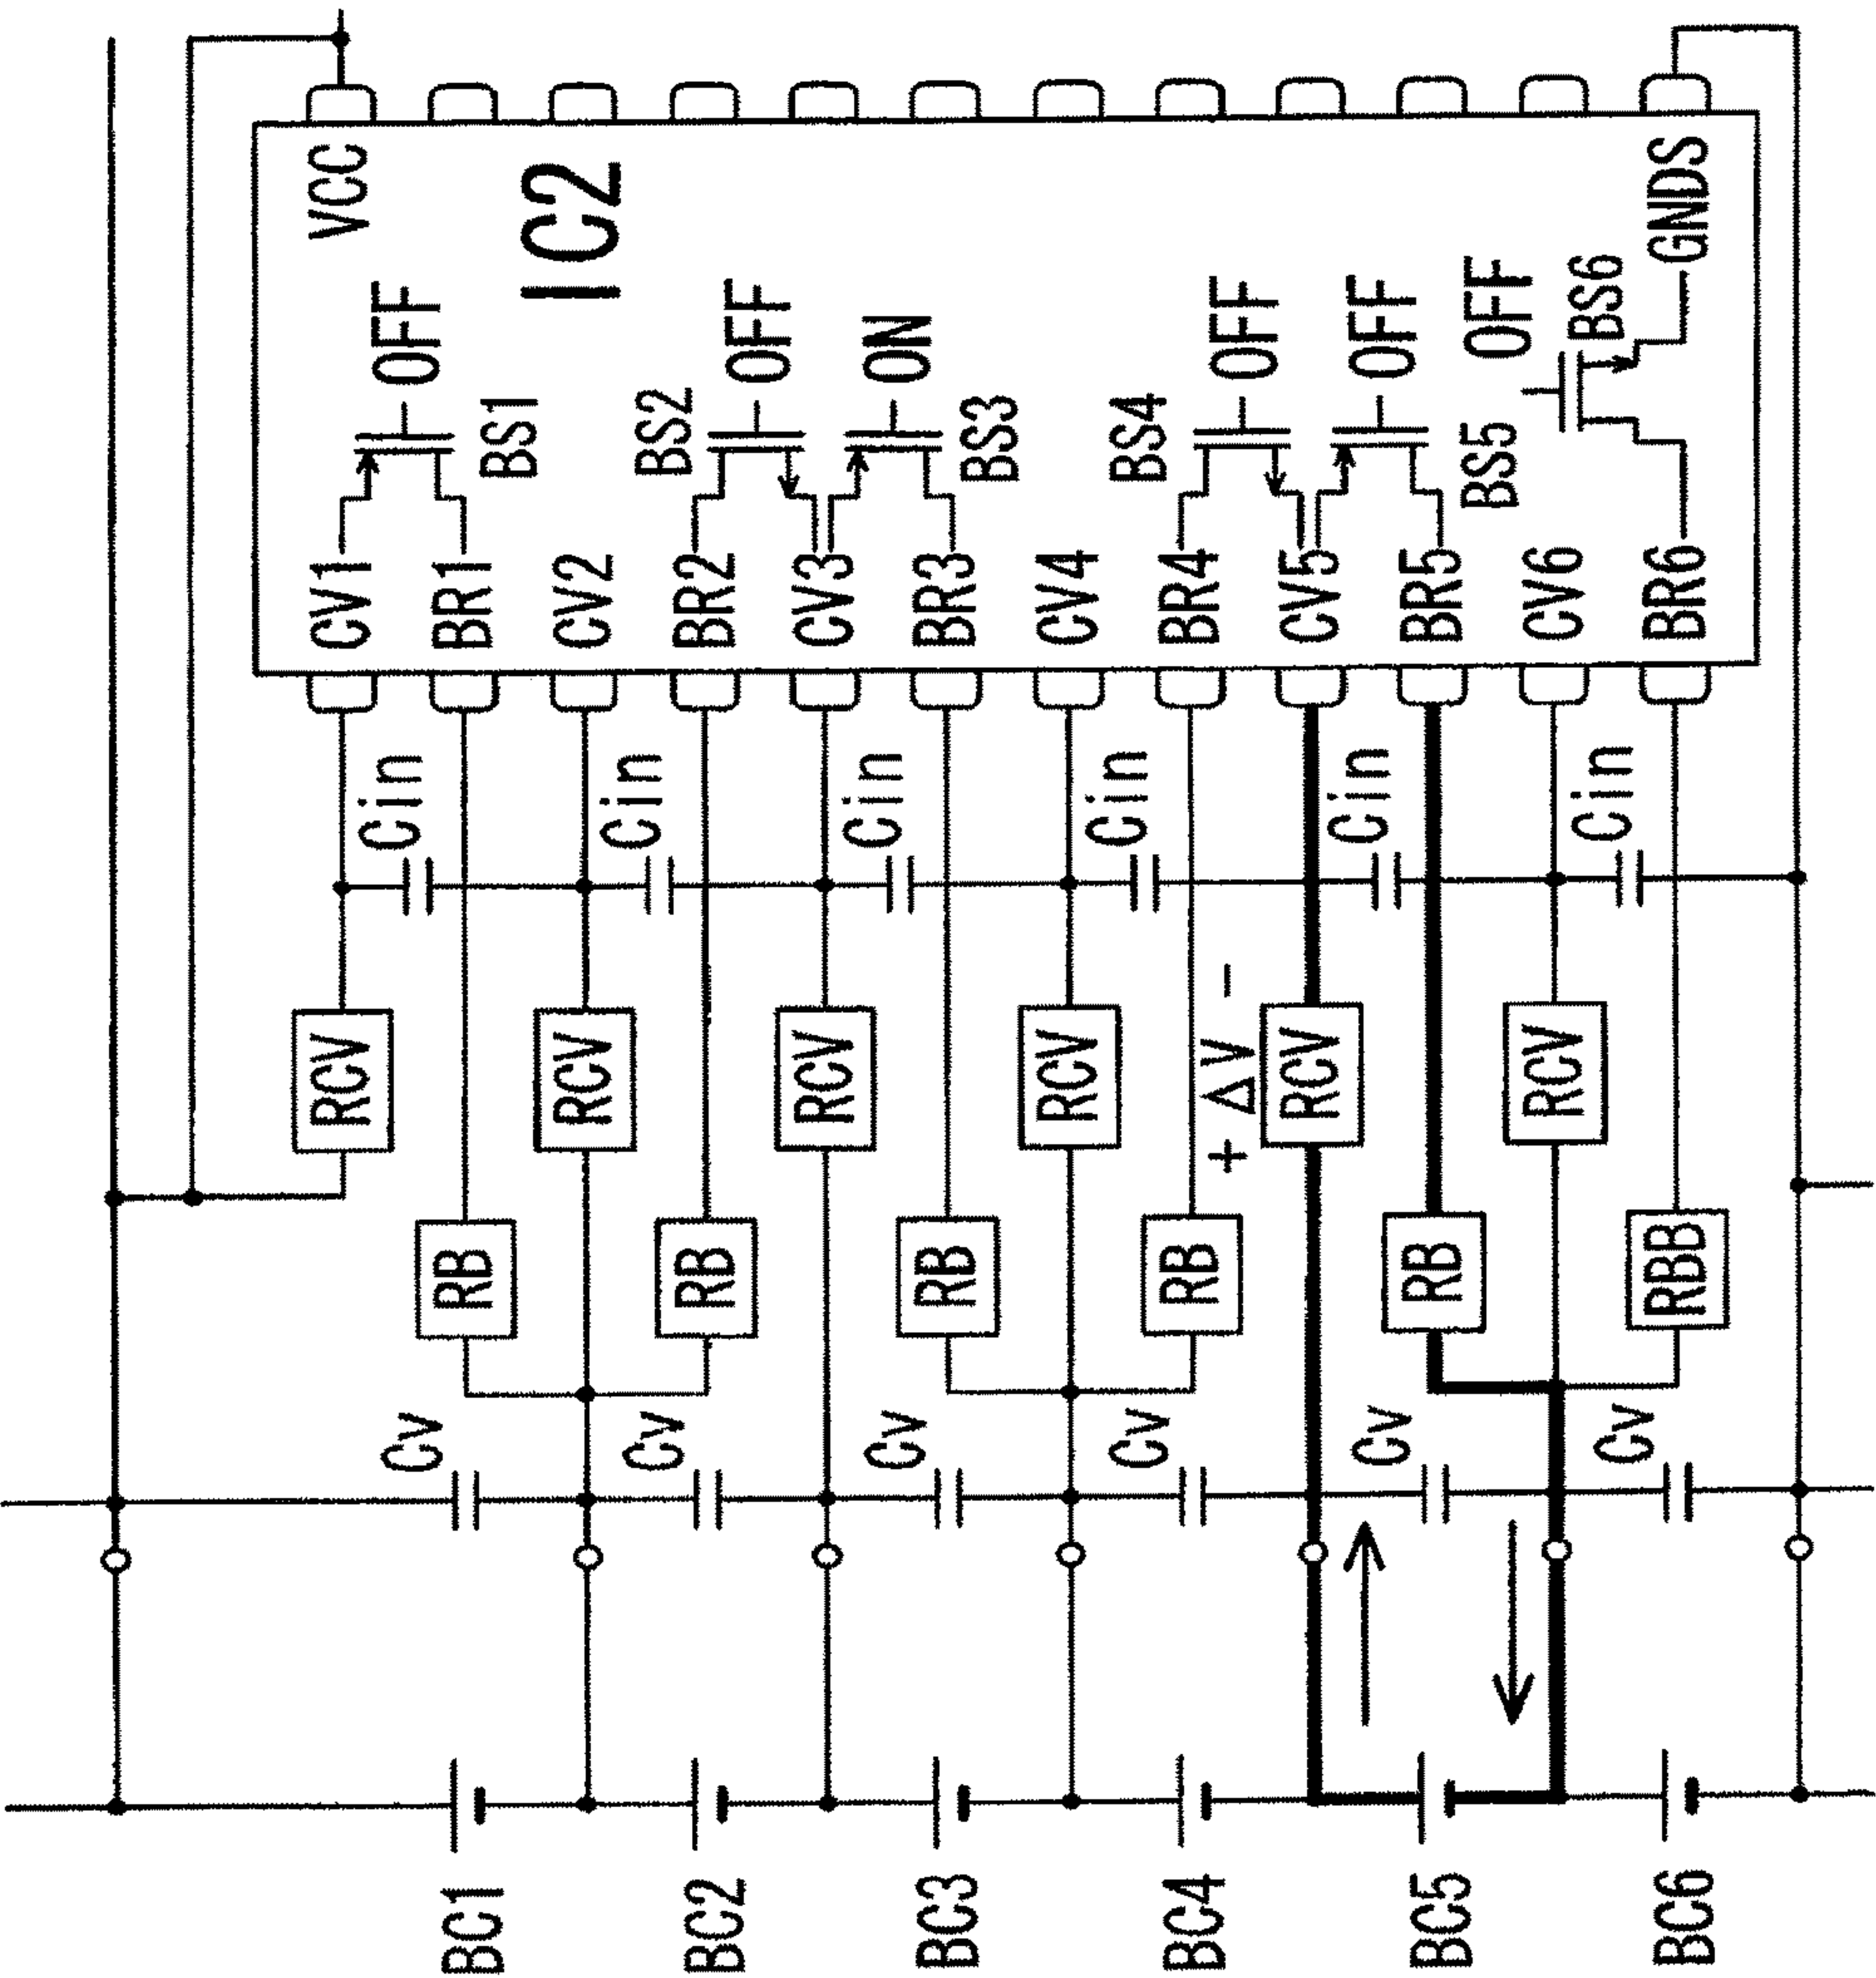 BC1
BC2
BC3
BC4
BC5
BC6
Cv
Cv
Cv
Cv
Cv
Cv
RB
RB
RB
RB
RB
RBB
RCV
RCV
RCV
RCV
+ ΔV -
RCV
RCV
Cin
Cin
Cin
Cin
Cin
Cin
CV1
BR1
CV2
BR2
CV3
BR3
CV4
BR4
CV5
BR5
CV6
BR6
BS1
BS2
BS3
BS4
BS5
BS6
OFF
OFF
ON
OFF
OFF
OFF
VCC
IC2
GNDS